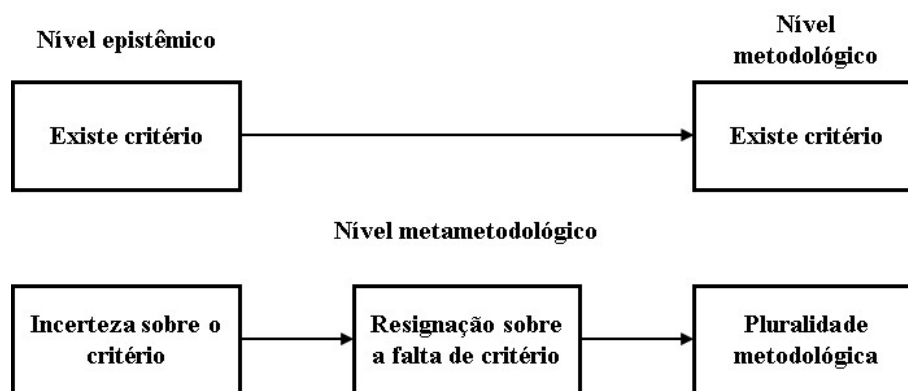 Nível epistêmico
Nível
metodológico
Existe critério
Existe critério
Nível metametodológico
Incerteza sobre o
critério
Resignação sobre
a falta de critério
Pluralidade
metodológica